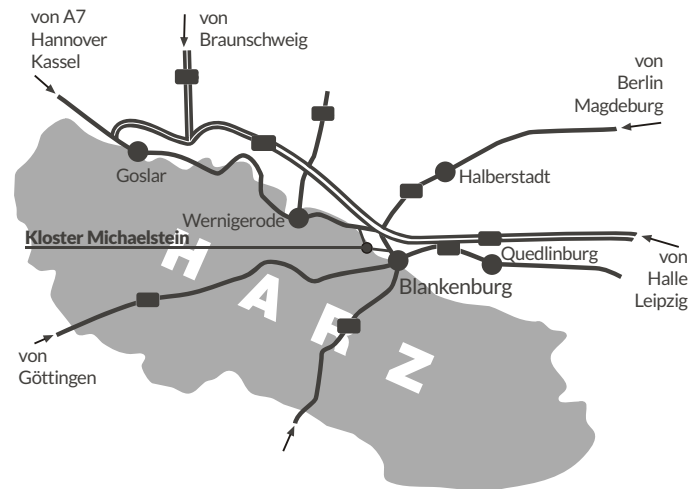 von A7
Hannover
Kassel
von
Braunschweig
von
Berlin
Magdeburg
Goslar
Halberstadt
Wernigerode
Kloster Michaelstein
Quedlinburg
von
Halle
Leipzig
Blankenburg
HARZ
von
Göttingen